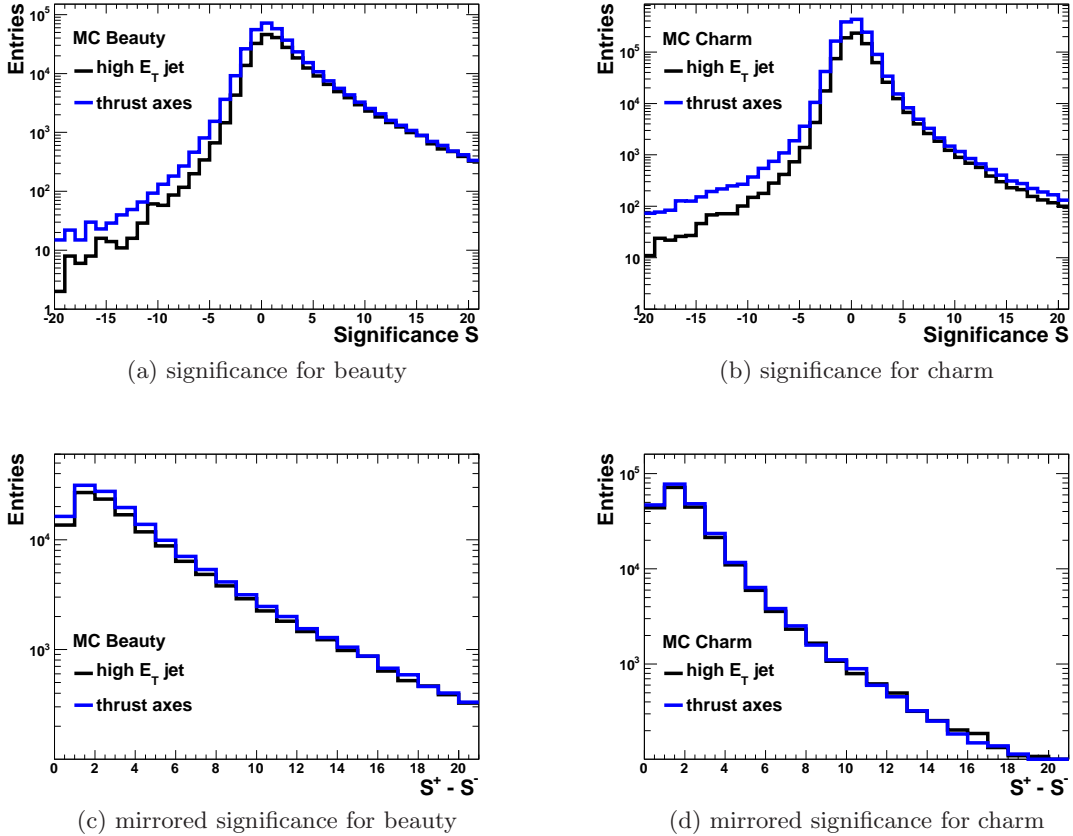 Entries
10^5
10^4
10^3
10^2
10
1
MC Beauty
high E_T jet
thrust axes
-20 -15 -10 -5 0 5 10 15 20
Significance S
(a) significance for beauty
Entries
10^5
10^4
10^3
10^2
10
1
MC Charm
high E_T jet
thrust axes
-20 -15 -10 -5 0 5 10 15 20
Significance S
(b) significance for charm
Entries
10^4
10^3
MC Beauty
high E_T jet
thrust axes
0 2 4 6 8 10 12 14 16 18 20
S^+ - S^-
(c) mirrored significance for beauty
Entries
10^5
10^4
10^3
MC Charm
high E_T jet
thrust axes
0 2 4 6 8 10 12 14 16 18 20
S^+ - S^-
(d) mirrored significance for charm